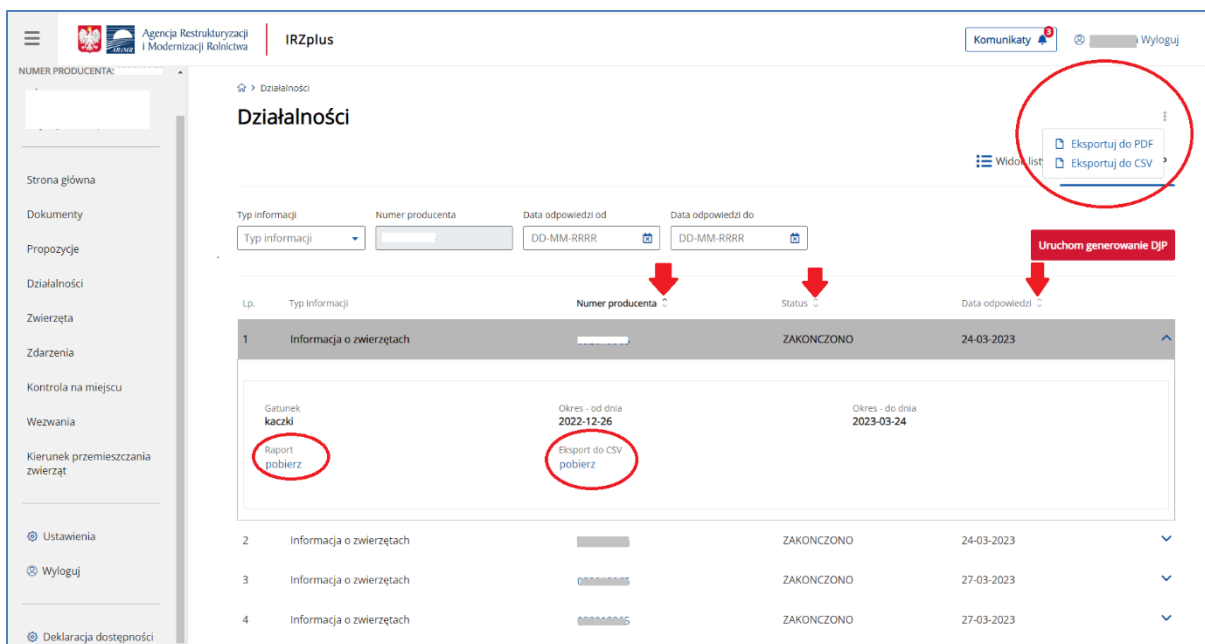 Agencja Restrukturyzacji
i Modernizacji Rolnictwa
ARiMR
IRZplus
Komunikaty 3
Wyloguj
NUMER PRODUCENTA:
Strona główna
Dokumenty
Propozycje
Działalności
Zwierzęta
Zdarzenia
Kontrola na miejscu
Wezwania
Kierunek przemieszczania
zwierząt
Ustawienia
Wyloguj
Deklaracja dostępności
Działalności
Działalności
Eksportuj do PDF
Widok listy
Eksportuj do CSV
Typ informacji Numer producenta Data odpowiedzi od Data odpowiedzi do
Typ informacji DD-MM-RRRR DD-MM-RRRR
Uruchom generowanie DJP
Lp. Typ informacji Numer producenta Status Data odpowiedzi
1 Informacja o zwierzętach ZAKONCZONO 24-03-2023
Gatunek Okres - od dnia Okres - do dnia
kaczki 2022-12-26 2023-03-24
Raport Eksport do CSV
pobierz pobierz
2 Informacja o zwierzętach ZAKONCZONO 24-03-2023
3 Informacja o zwierzętach ZAKONCZONO 27-03-2023
4 Informacja o zwierzętach ZAKONCZONO 27-03-2023